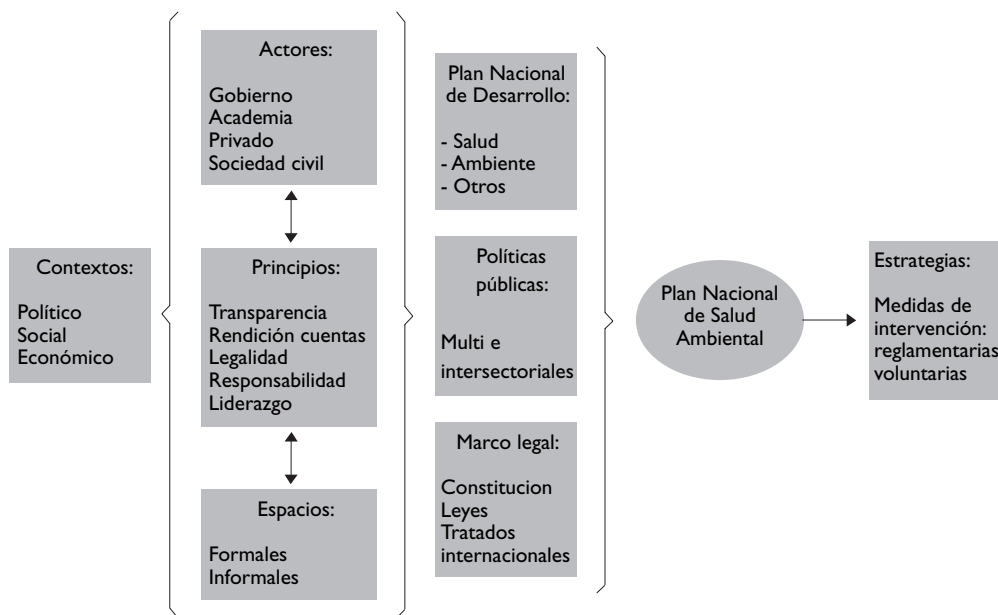 Contextos:
Político
Social
Económico
Actores:
Gobierno
Academia
Privado
Sociedad civil
Principios:
Transparencia
Rendición cuentas
Legalidad
Responsabilidad
Liderazgo
Espacios:
Formales
Informales
Plan Nacional
de Desarrollo:
- Salud
- Ambiente
- Otros
Políticas
públicas:
Multi e
intersectoriales
Marco legal:
Constitucion
Leyes
Tratados
internacionales
Plan Nacional
de Salud
Ambiental
Estrategias:
Medidas de
intervención:
reglamentarias
voluntarias